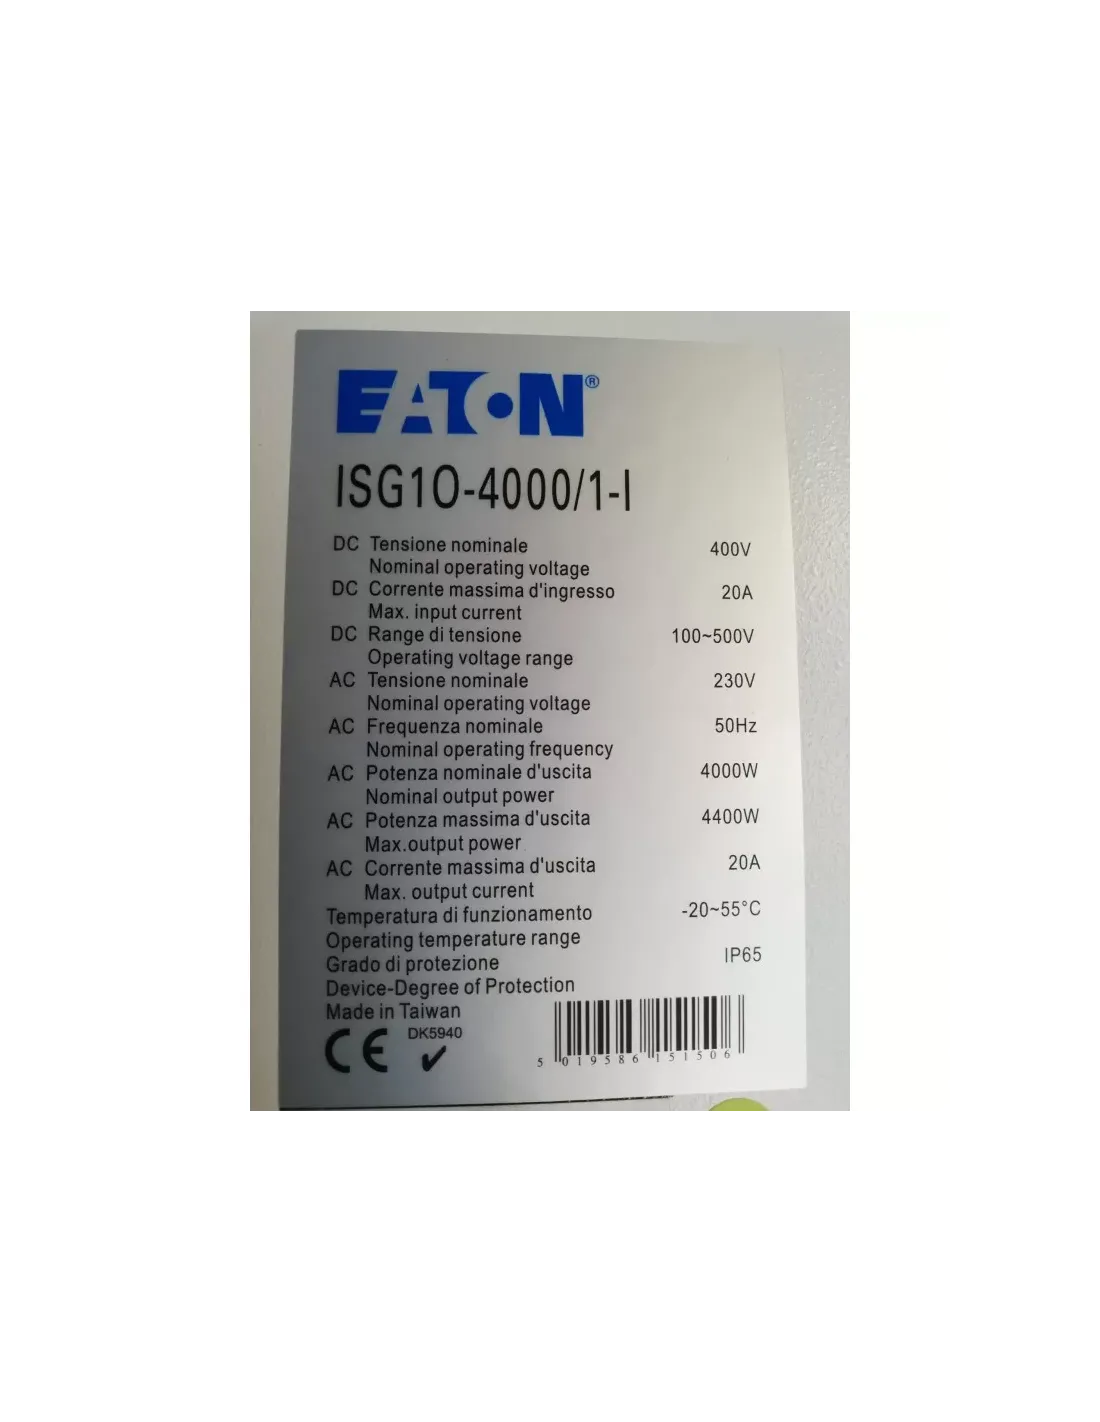 EATON®
ISG1O-4000/1-I
DC Tensione nominale 400V
Nominal operating voltage
DC Corrente massima d'ingresso 20A
Max. input current
DC Range di tensione 100~500V
Operating voltage range
AC Tensione nominale 230V
Nominal operating voltage
AC Frequenza nominale 50Hz
Nominal operating frequency
AC Potenza nominale d'uscita 4000W
Nominal output power
AC Potenza massima d'uscita 4400W
Max.output power
AC Corrente massima d'uscita 20A
Max. output current
Temperatura di funzionamento -20~55°C
Operating temperature range
Grado di protezione IP65
Device-Degree of Protection
Made in Taiwan
CE DK5940
5 019586 151506